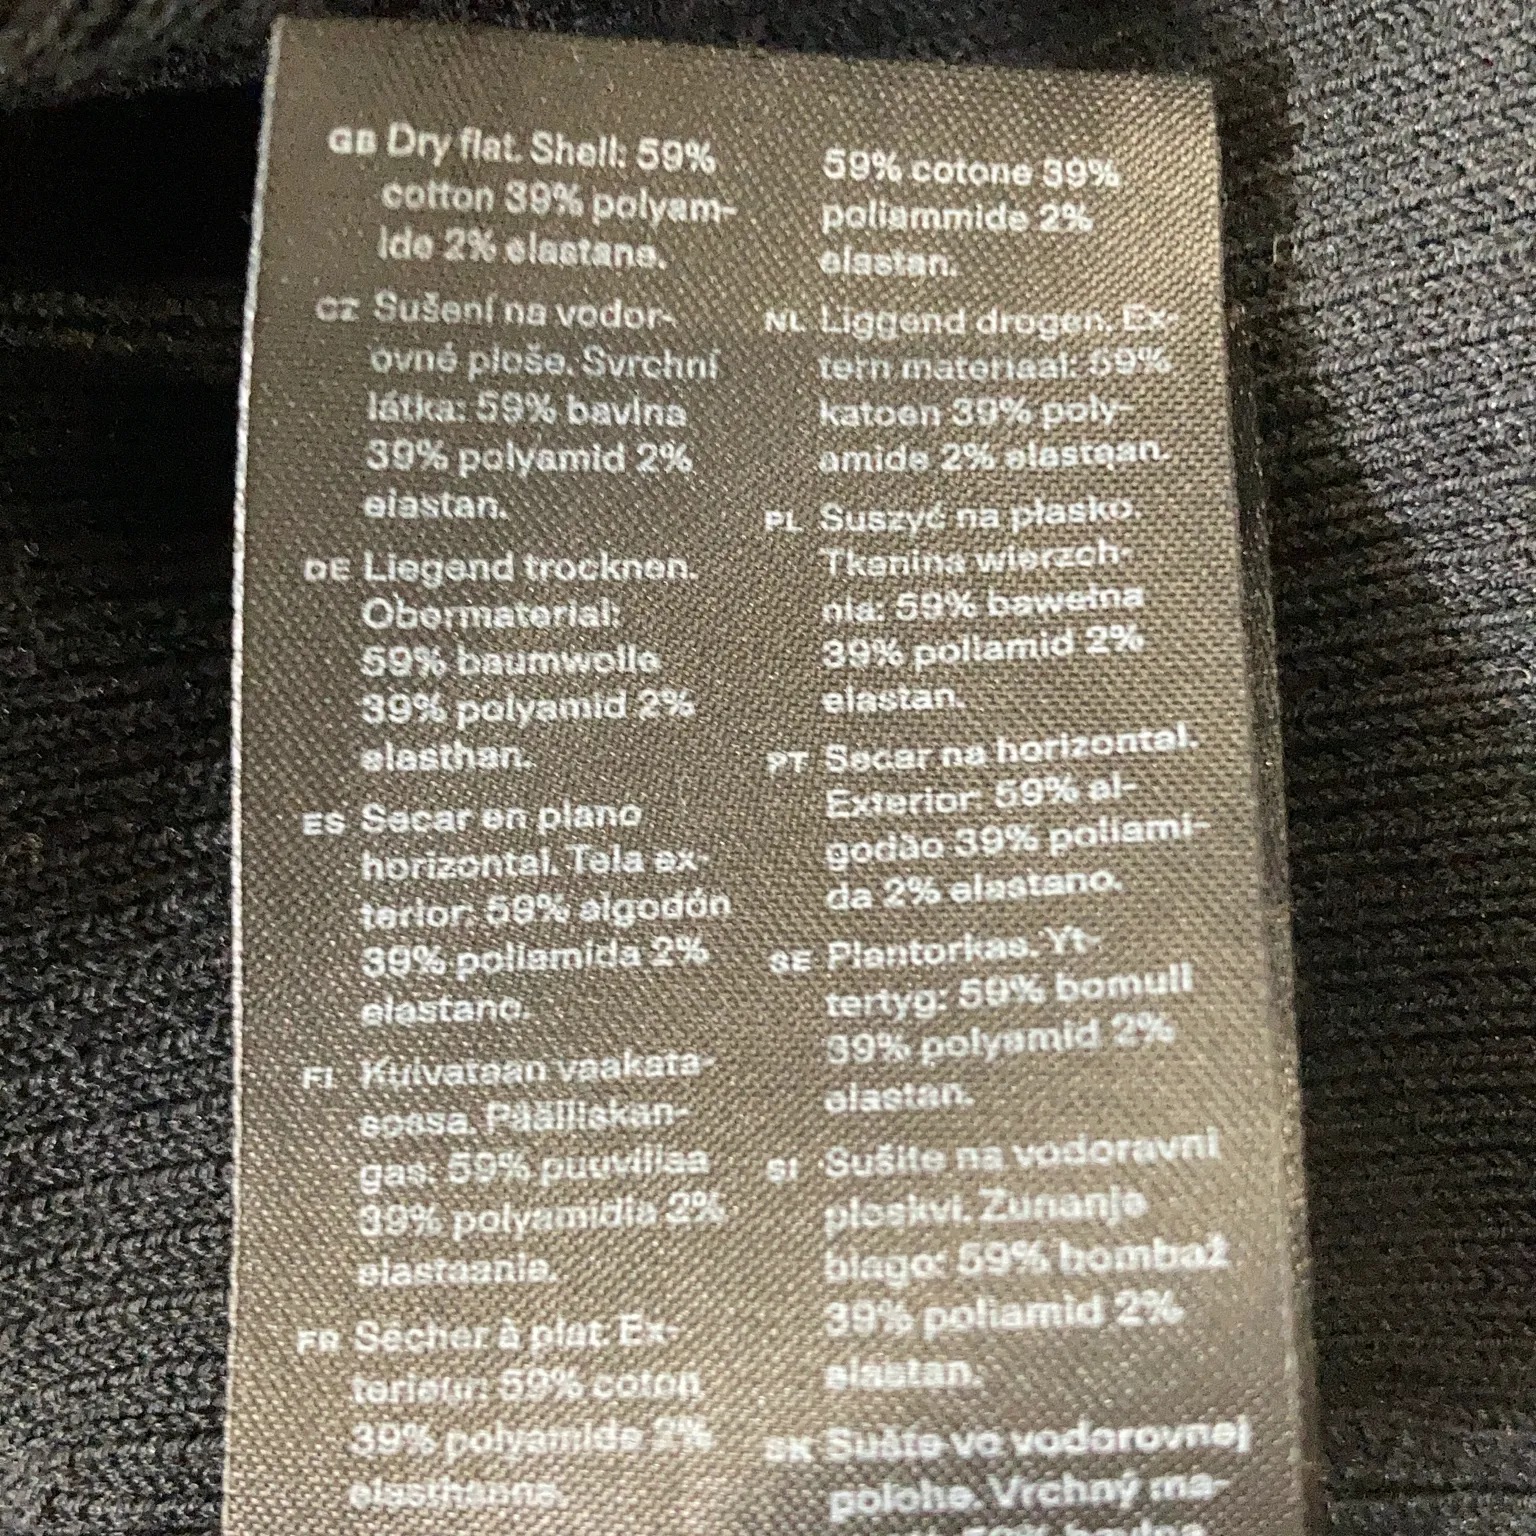 GB Dry flat. Shell: 59%
cotton 39% polyam-
ide 2% elastane.
CZ Sušení na vodor-
ovné ploše. Svrchní
látka: 59% bavlna
39% polyamid 2%
elastan.
DE Liegend trocknen.
Obermaterial:
59% baumwolle
39% polyamid 2%
elasthan.
ES Secar en plano
horizontal. Tela ex-
terior: 59% algodón
39% poliamida 2%
elastano.
FI Kuivataan vaakata-
sossa. Päälliskan-
gas: 59% puuvillaa
39% polyamidia 2%
elastaania.
FR Sécher à plat. Ex-
terieur: 59% coton
39% polyamide 2%
elasthanne.
59% cotone 39%
poliammide 2%
elastan.
NL Liggend drogen. Ex-
tern materiaal: 59%
katoen 39% poly-
amide 2% elastaan.
PL Suszyć na płasko.
Tkanina wierzch-
nia: 59% bawełna
39% poliamid 2%
elastan.
PT Secar na horizontal.
Exterior: 59% al-
godão 39% poliami-
da 2% elastano.
SE Plantorkas. Yt-
tertyg: 59% bomull
39% polyamid 2%
elastan.
SI Sušite na vodoravni
ploskvi. Zunanje
blago: 59% bombaž
39% poliamid 2%
elastan.
SK Sušte vo vodorovnej
polohe. Vrchný ma-
59% bavlna